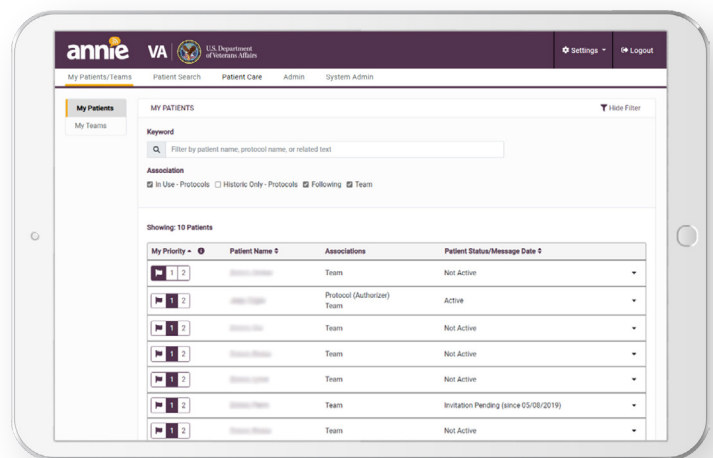 annie VA U.S. Department
of Veterans Affairs
Settings Logout
My Patients/Teams Patient Search Patient Care Admin System Admin
My Patients
My Teams
MY PATIENTS Hide Filter
Keyword
Filter by patient name, protocol name, or related text
Association
In Use - Protocols Historic Only - Protocols Following Team
Showing: 10 Patients
My Priority Patient Name Associations Patient Status/Message Date
1 2 Team Not Active
1 2 Protocol (Authorizer) Active
Team
1 2 Team Not Active
1 2 Team Not Active
1 2 Team Not Active
1 2 Team Invitation Pending (since 05/08/2019)
1 2 Team Not Active